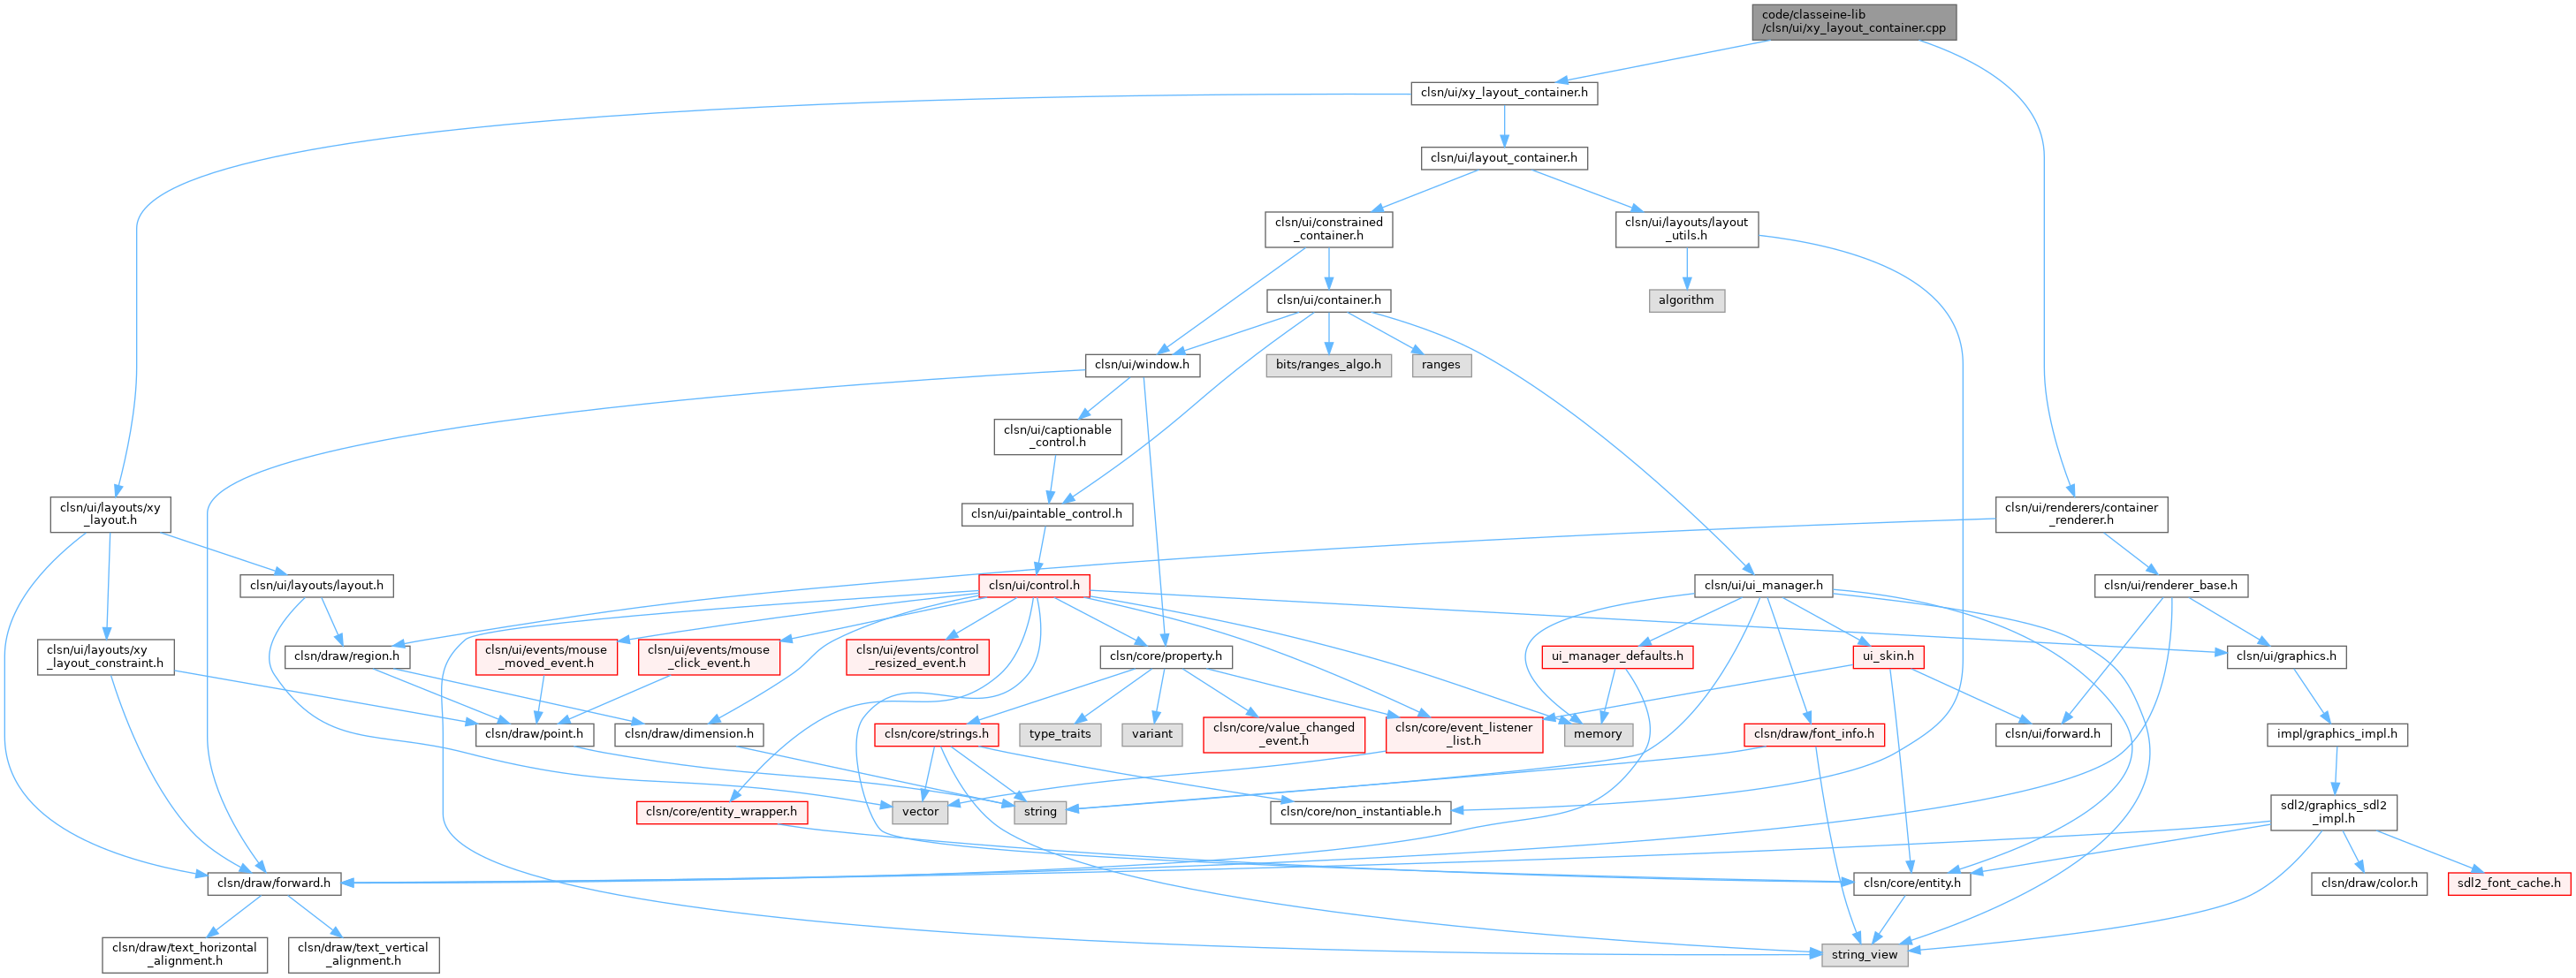 code/classeine-lib
/clsn/ui/xy_layout_container.cpp
clsn/ui/xy_layout_container.h
clsn/ui/layout_container.h
clsn/ui/constrained
_container.h
clsn/ui/layouts/layout
_utils.h
clsn/ui/container.h
algorithm
clsn/ui/window.h
bits/ranges_algo.h
ranges
clsn/ui/captionable
_control.h
clsn/ui/layouts/xy
_layout.h
clsn/ui/paintable_control.h
clsn/ui/renderers/container
_renderer.h
clsn/ui/layouts/layout.h
clsn/ui/control.h
clsn/ui/ui_manager.h
clsn/ui/renderer_base.h
clsn/ui/layouts/xy
_layout_constraint.h
clsn/draw/region.h
clsn/ui/events/mouse
_moved_event.h
clsn/ui/events/mouse
_click_event.h
clsn/ui/events/control
_resized_event.h
clsn/core/property.h
ui_manager_defaults.h
ui_skin.h
clsn/ui/graphics.h
clsn/draw/point.h
clsn/draw/dimension.h
clsn/core/strings.h
type_traits
variant
clsn/core/value_changed
_event.h
clsn/core/event_listener
_list.h
memory
clsn/draw/font_info.h
clsn/ui/forward.h
impl/graphics_impl.h
clsn/core/entity_wrapper.h
vector
string
clsn/core/non_instantiable.h
sdl2/graphics_sdl2
_impl.h
clsn/draw/forward.h
clsn/core/entity.h
clsn/draw/color.h
sdl2_font_cache.h
clsn/draw/text_horizontal
_alignment.h
clsn/draw/text_vertical
_alignment.h
string_view